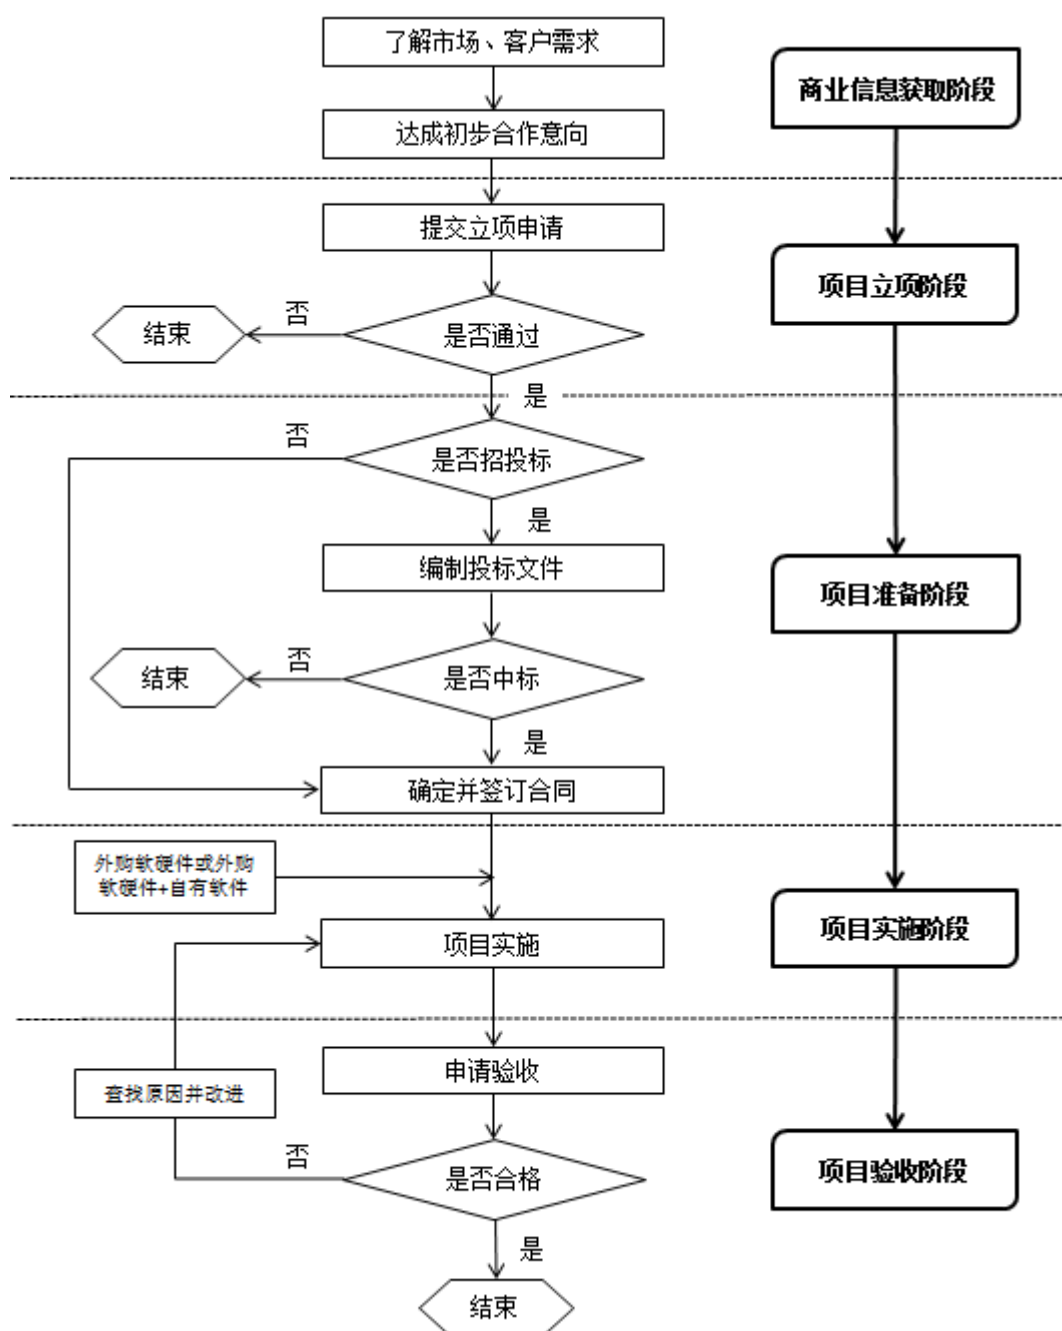 了解市场、客户需求
商业信息获取阶段
达成初步合作意向
提交立项申请
项目立项阶段
否
结束
是否通过
是
否
是否招投标
是
编制投标文件
项目准备阶段
否
结束
是否中标
是
确定并签订合同
外购软硬件或外购
软硬件+自有软件
项目实施
项目实施阶段
申请验收
查找原因并改进
否
是否合格
项目验收阶段
是
结束